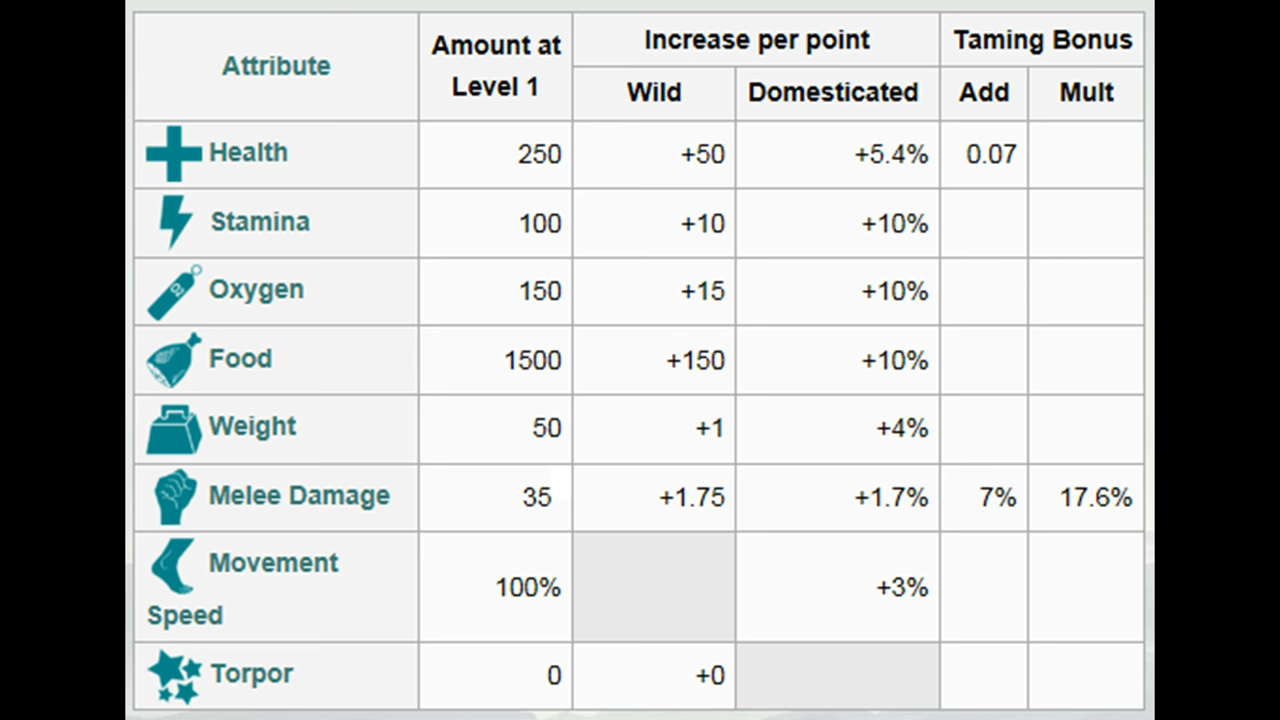 Attribute Amount at Level 1 Increase per point Taming Bonus
Wild Domesticated Add Mult
Health 250 +50 +5.4% 0.07
Stamina 100 +10 +10%
O2
Oxygen 150 +15 +10%
Food 1500 +150 +10%
Weight 50 +1 +4%
Melee Damage 35 +1.75 +1.7% 7% 17.6%
Movement Speed 100% +3%
Torpor 0 +0